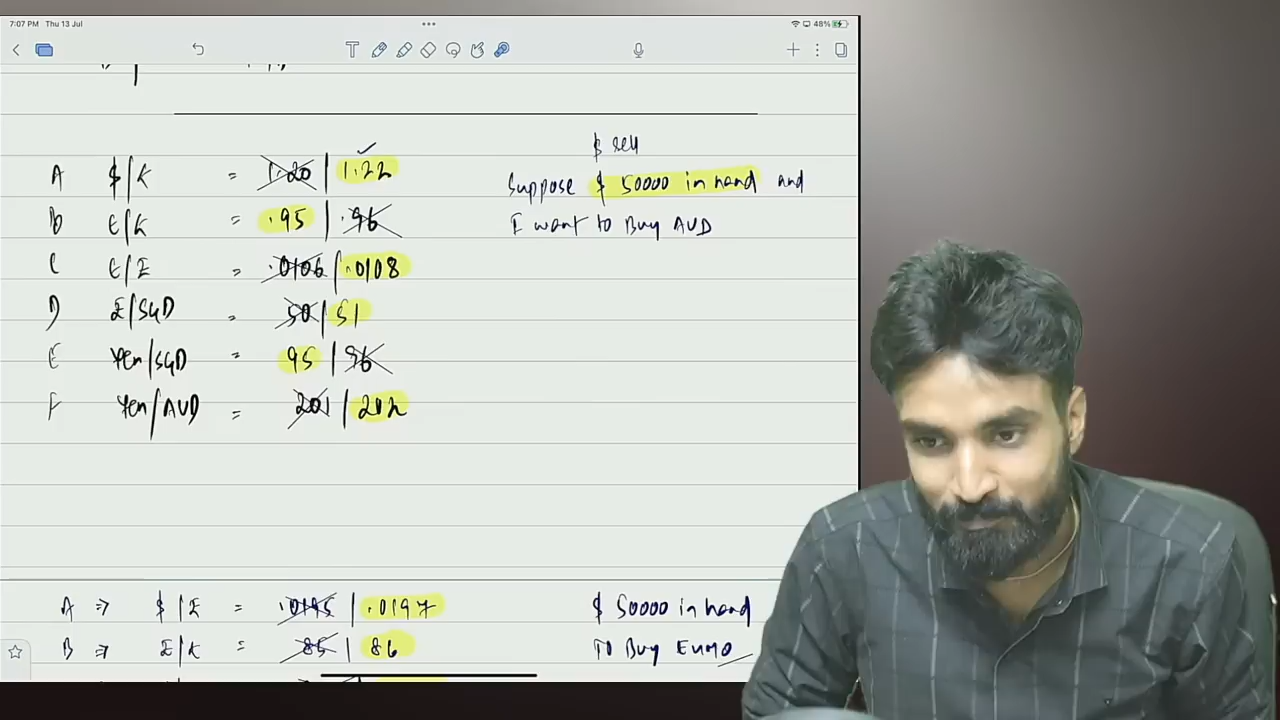 7:07 PM Thu 13 Jul
48%
$ sell
A $/£ = 1.20 | 1.22
Suppose $ 50000 in hand and
B €/£ = .95 | .96
I want to Buy AUD
C €/₹ = .0106 | .0108
D ₹/SGD = 50 | 51
E Yen/SGD = 95 | 96
F Yen/AUD = 201 | 202
A ⇒ $/₹ = .0195 | .0197
$ 50000 in hand
B ⇒ ₹/£ = 85 | 86
To Buy EURO